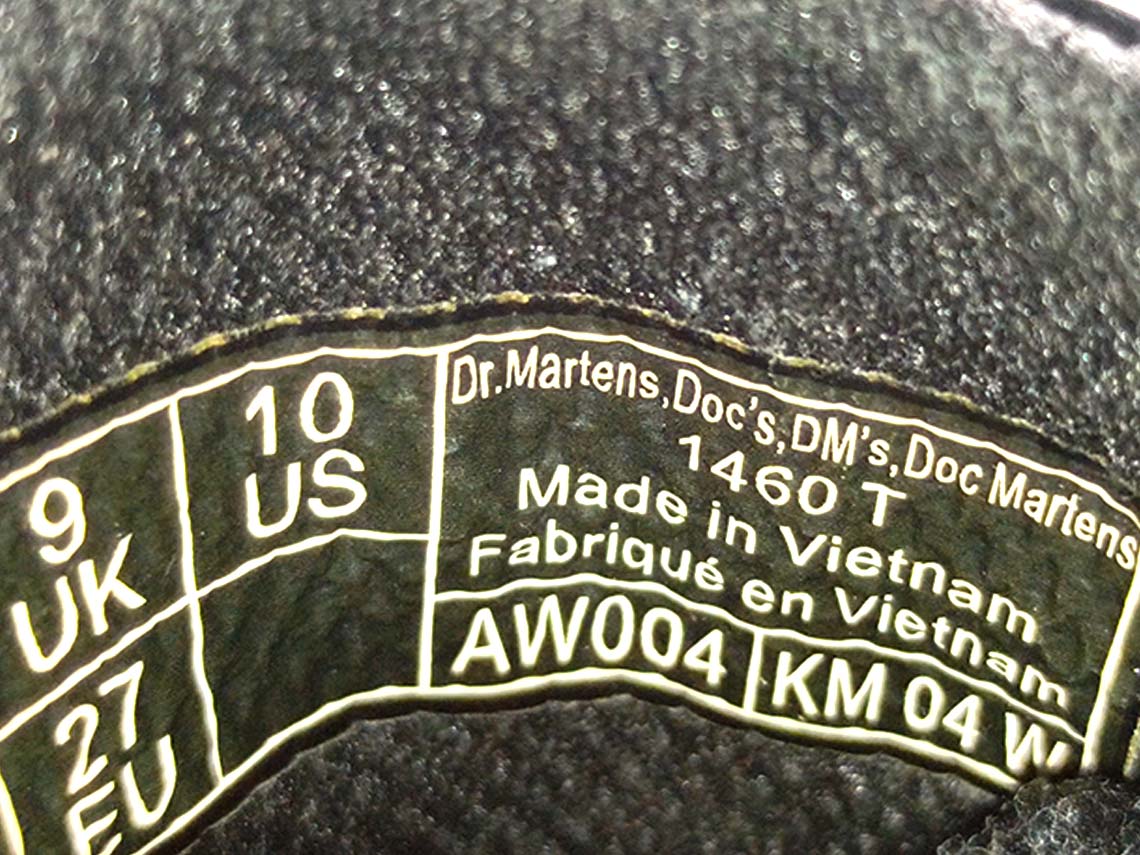 9
UK
10
US
27
EU
Dr.Martens,Doc's,DM's,Doc Martens
1460 T
Made in Vietnam
Fabriqué en Vietnam
AW004
KM 04 W